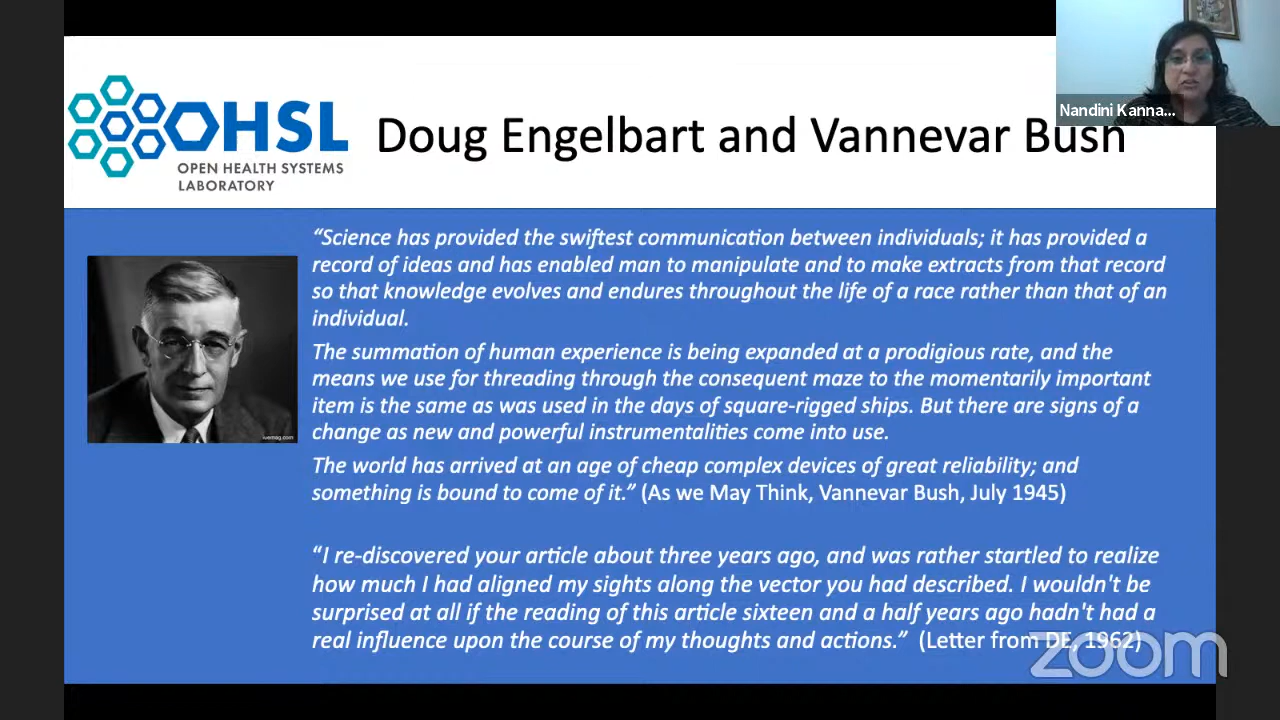 Nandini Kanna...
OHSL
OPEN HEALTH SYSTEMS
LABORATORY
Doug Engelbart and Vannevar Bush
“Science has provided the swiftest communication between individuals; it has provided a
record of ideas and has enabled man to manipulate and to make extracts from that record
so that knowledge evolves and endures throughout the life of a race rather than that of an
individual.
The summation of human experience is being expanded at a prodigious rate, and the
means we use for threading through the consequent maze to the momentarily important
item is the same as was used in the days of square-rigged ships. But there are signs of a
change as new and powerful instrumentalities come into use.
The world has arrived at an age of cheap complex devices of great reliability; and
something is bound to come of it.” (As we May Think, Vannevar Bush, July 1945)
“I re-discovered your article about three years ago, and was rather startled to realize
how much I had aligned my sights along the vector you had described. I wouldn't be
surprised at all if the reading of this article sixteen and a half years ago hadn't had a
real influence upon the course of my thoughts and actions.” (Letter from DE, 1962)
zoom